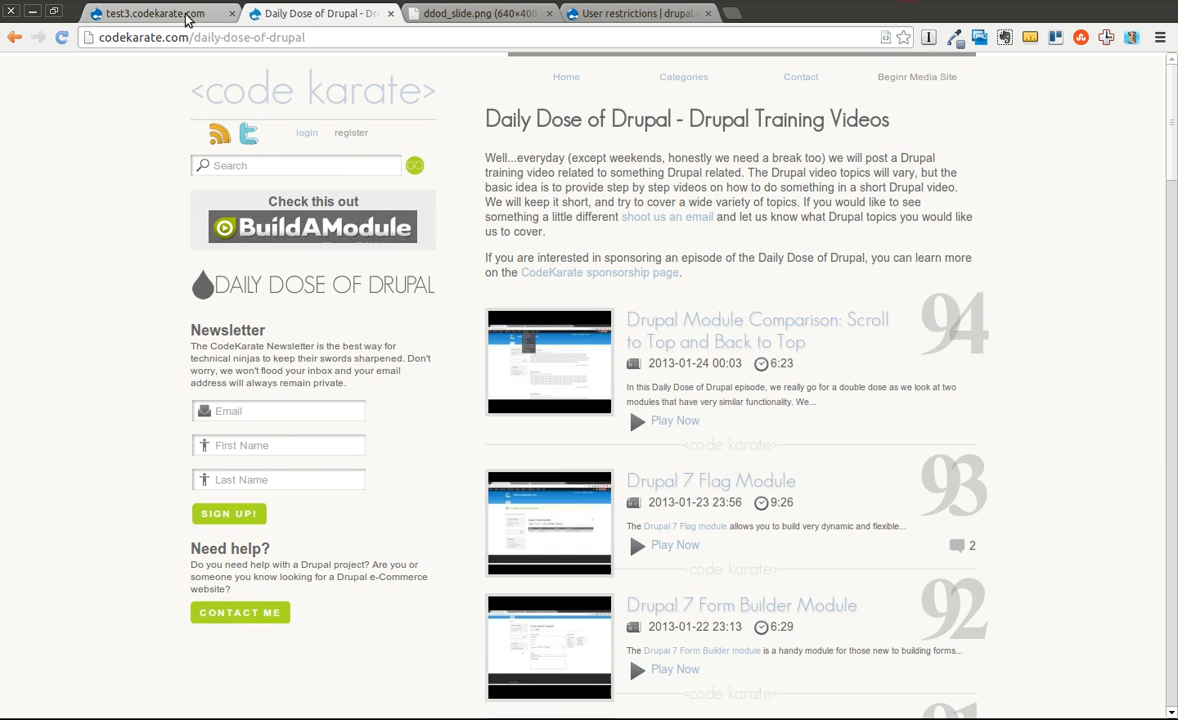 test3.codekarate.com
Daily Dose of Drupal - Dr
ddod_slide.png (640×400
User restrictions | drupal.
codekarate.com/daily-dose-of-drupal
<code karate>
Home Categories Contact Beginr Media Site
login register
Search GO
Check this out
BuildAModule
DAILY DOSE OF DRUPAL
Newsletter
The CodeKarate Newsletter is the best way for
technical ninjas to keep their swords sharpened. Don't
worry, we won't flood your inbox and your email
address will always remain private.
Email
First Name
Last Name
SIGN UP!
Need help?
Do you need help with a Drupal project? Are you or
someone you know looking for a Drupal e-Commerce
website?
CONTACT ME
Daily Dose of Drupal - Drupal Training Videos
Well...everyday (except weekends, honestly we need a break too) we will post a Drupal
training video related to something Drupal related. The Drupal video topics will vary, but the
basic idea is to provide step by step videos on how to do something in a short Drupal video.
We will keep it short, and try to cover a wide variety of topics. If you would like to see
something a little different shoot us an email and let us know what Drupal topics you would like
us to cover.
If you are interested in sponsoring an episode of the Daily Dose of Drupal, you can learn more
on the CodeKarate sponsorship page.
Drupal Module Comparison: Scroll
to Top and Back to Top
94
2013-01-24 00:03 6:23
In this Daily Dose of Drupal episode, we really go for a double dose as we look at two
modules that have very similar functionality. We...
Play Now
<code karate>
Drupal 7 Flag Module
93
2013-01-23 23:56 9:26
The Drupal 7 Flag module allows you to build very dynamic and flexible...
Play Now
2
<code karate>
Drupal 7 Form Builder Module
92
2013-01-22 23:13 6:29
The Drupal 7 Form Builder module is a handy module for those new to building forms...
Play Now
<code karate>